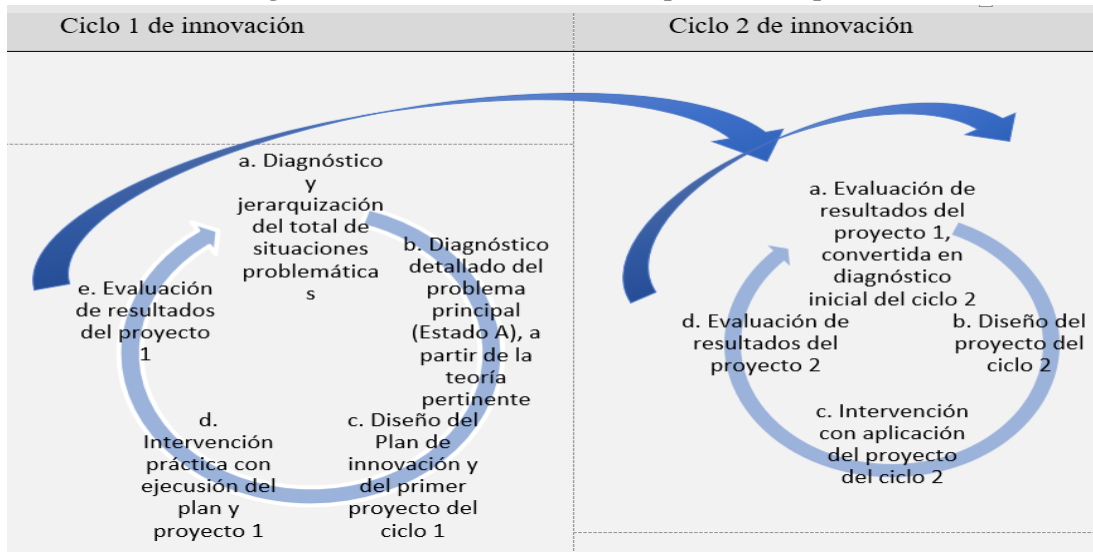 Ciclo 1 de innovación
Ciclo 2 de innovación
a. Diagnóstico
y
jerarquización
del total de
situaciones
problemática
s
b. Diagnóstico
detallado del
problema
principal
(Estado A), a
partir de la
teoría
pertinente
c. Diseño del
Plan de
innovación y
del primer
proyecto del
ciclo 1
d.
Intervención
práctica con
ejecución del
plan y
proyecto 1
e. Evaluación
de resultados
del proyecto
1
a. Evaluación de
resultados del
proyecto 1,
convertida en
diagnóstico
inicial del ciclo 2
b. Diseño del
proyecto del
ciclo 2
c. Intervención
con aplicación
del proyecto
del ciclo 2
d. Evaluación de
resultados del
proyecto 2